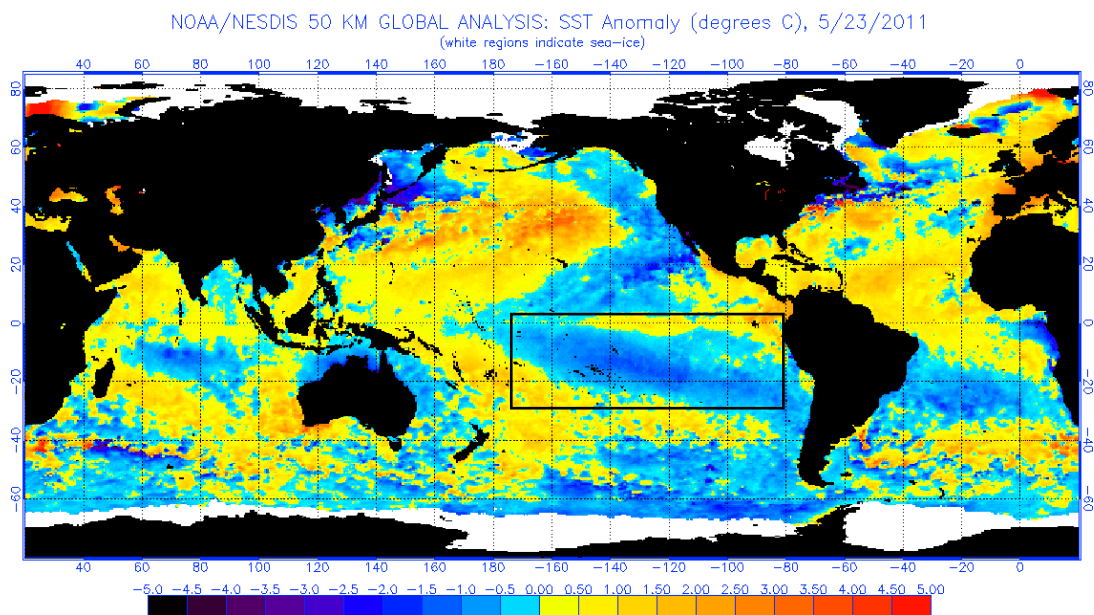 NOAA/NESDIS 50 KM GLOBAL ANALYSIS: SST Anomaly (degrees C), 5/23/2011
(white regions indicate sea-ice)
40 60 80 100 120 140 160 180 -160 -140 -120 -100 -80 -60 -40 -20 0
80 80
60 60
40 40
20 20
0 0
-20 -20
-40 -40
-60 -60
40 60 80 100 120 140 160 180 -160 -140 -120 -100 -80 -60 -40 -20 0
-5.0 -4.5 -4.0 -3.5 -3.0 -2.5 -2.0 -1.5 -1.0 -0.5 0.00 0.50 1.00 1.50 2.00 2.50 3.00 3.50 4.00 4.50 5.00